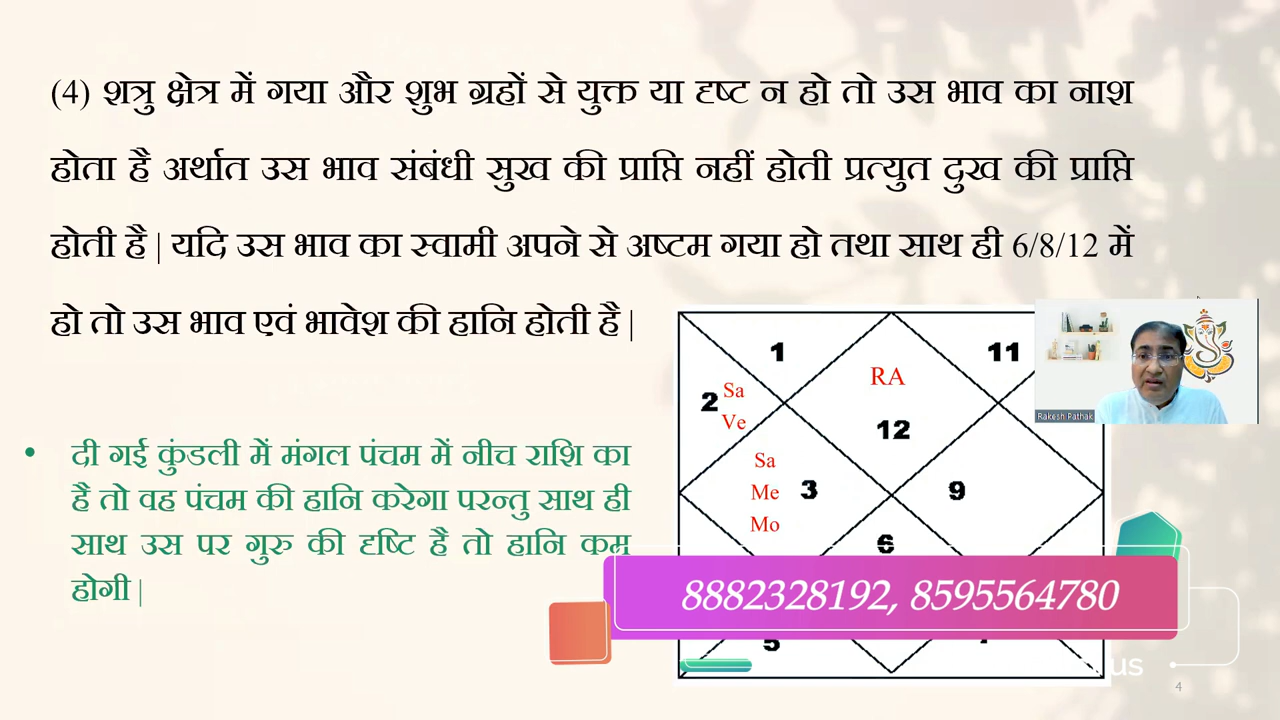 (4) शत्रु क्षेत्र में गया और शुभ ग्रहों से युक्त या दृष्ट न हो तो उस भाव का नाश
होता है अर्थात उस भाव संबंधी सुख की प्राप्ति नहीं होती प्रत्युत दुख की प्राप्ति
होती है | यदि उस भाव का स्वामी अपने से अष्टम गया हो तथा साथ ही 6/8/12 में
हो तो उस भाव एवं भावेश की हानि होती है |
1
11
RA
2
Sa
Ve
12
Sa
Me
Mo
3
9
6
Rakesh Pathak
• दी गई कुंडली में मंगल पंचम में नीच राशि का
है तो वह पंचम की हानि करेगा परन्तु साथ ही
साथ उस पर गुरु की दृष्टि है तो हानि कम
होगी |
8882328192, 8595564780
5
us
4